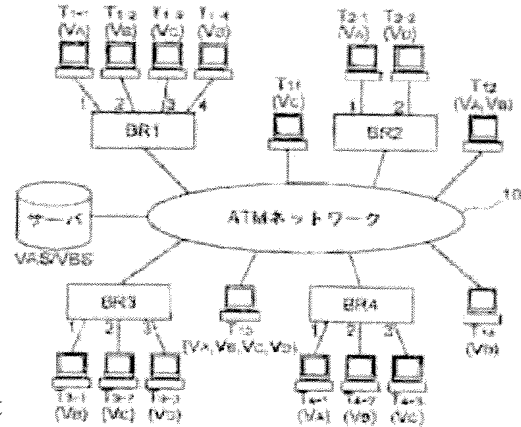 T1-1 T1-2 T1-3 T1-4
(VA) (VB) (VC)
T2-1 T2-2
(VA)
1 2 3 4
BR1
T11
(VC)
1 2
BR2
T12
(VA,VB)
10
サーバ
VAS/VBS
ATMネットワーク
BR3
1 2 3
T13
(VA,VB,VC,VD)
BR4
1 2 3
T14
T3-1 T3-2 T3-3
(VB) (VC) (VD)
T4-1 T4-2 T4-3
(VA) (VB) (VC)